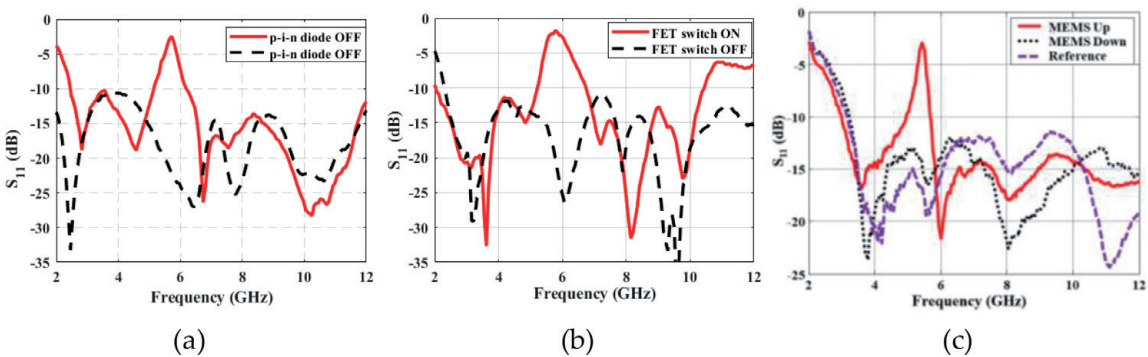 0
-5
-10
-15
-20
-25
-30
-35
2
4
6
8
10
12
S11 (dB)
Frequency (GHz)
p-i-n diode OFF
p-i-n diode OFF
(a)
0
-5
-10
-15
-20
-25
-30
-35
2
4
6
8
10
12
S11 (dB)
Frequency (GHz)
FET switch ON
FET switch OFF
(b)
0
-5
-10
-15
-20
-25
2
4
6
8
10
12
S11 (dB)
Frequency (GHz)
MEMS Up
MEMS Down
Reference
(c)